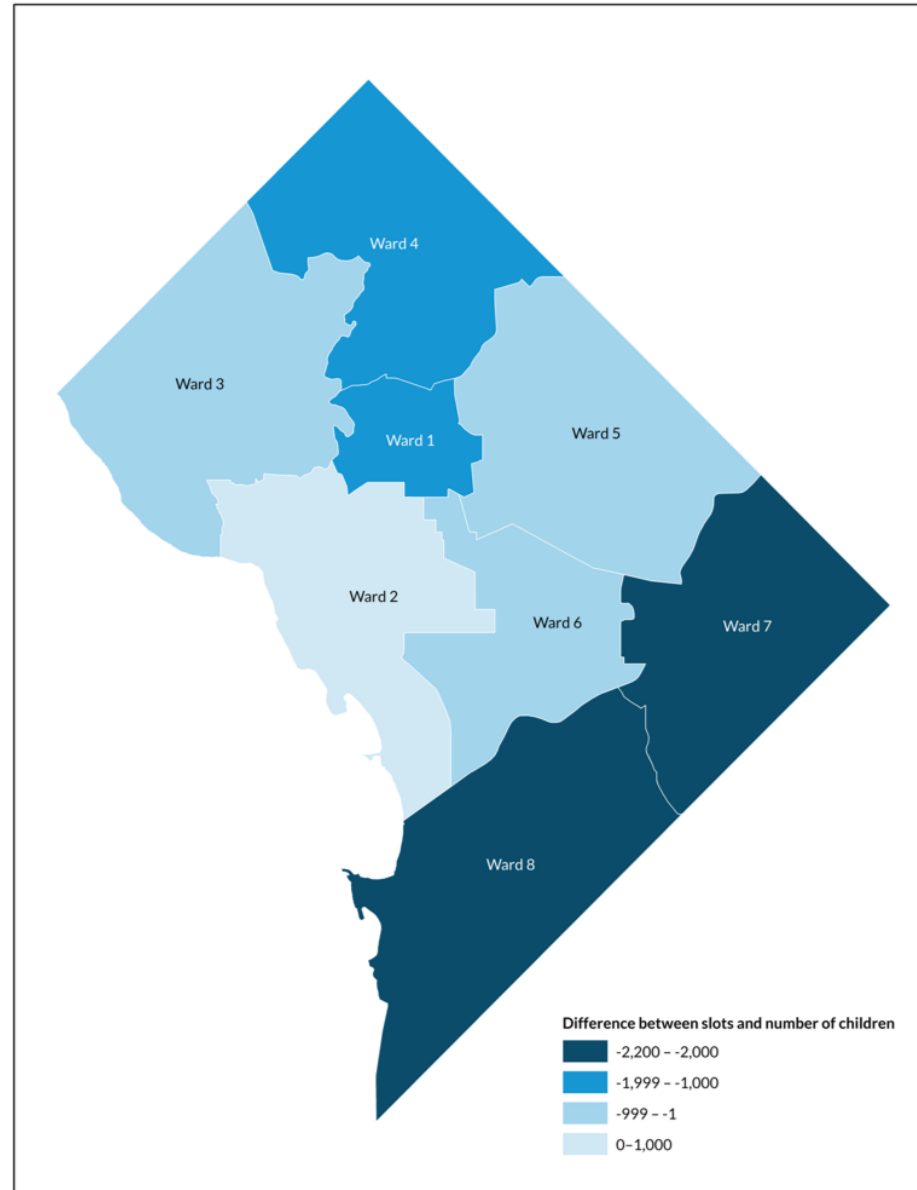 Ward 4
Ward 3
Ward 5
Ward 1
Ward 2
Ward 6
Ward 7
Ward 8
Difference between slots and number of children
-2,200 – -2,000
-1,999 – -1,000
-999 – -1
0–1,000